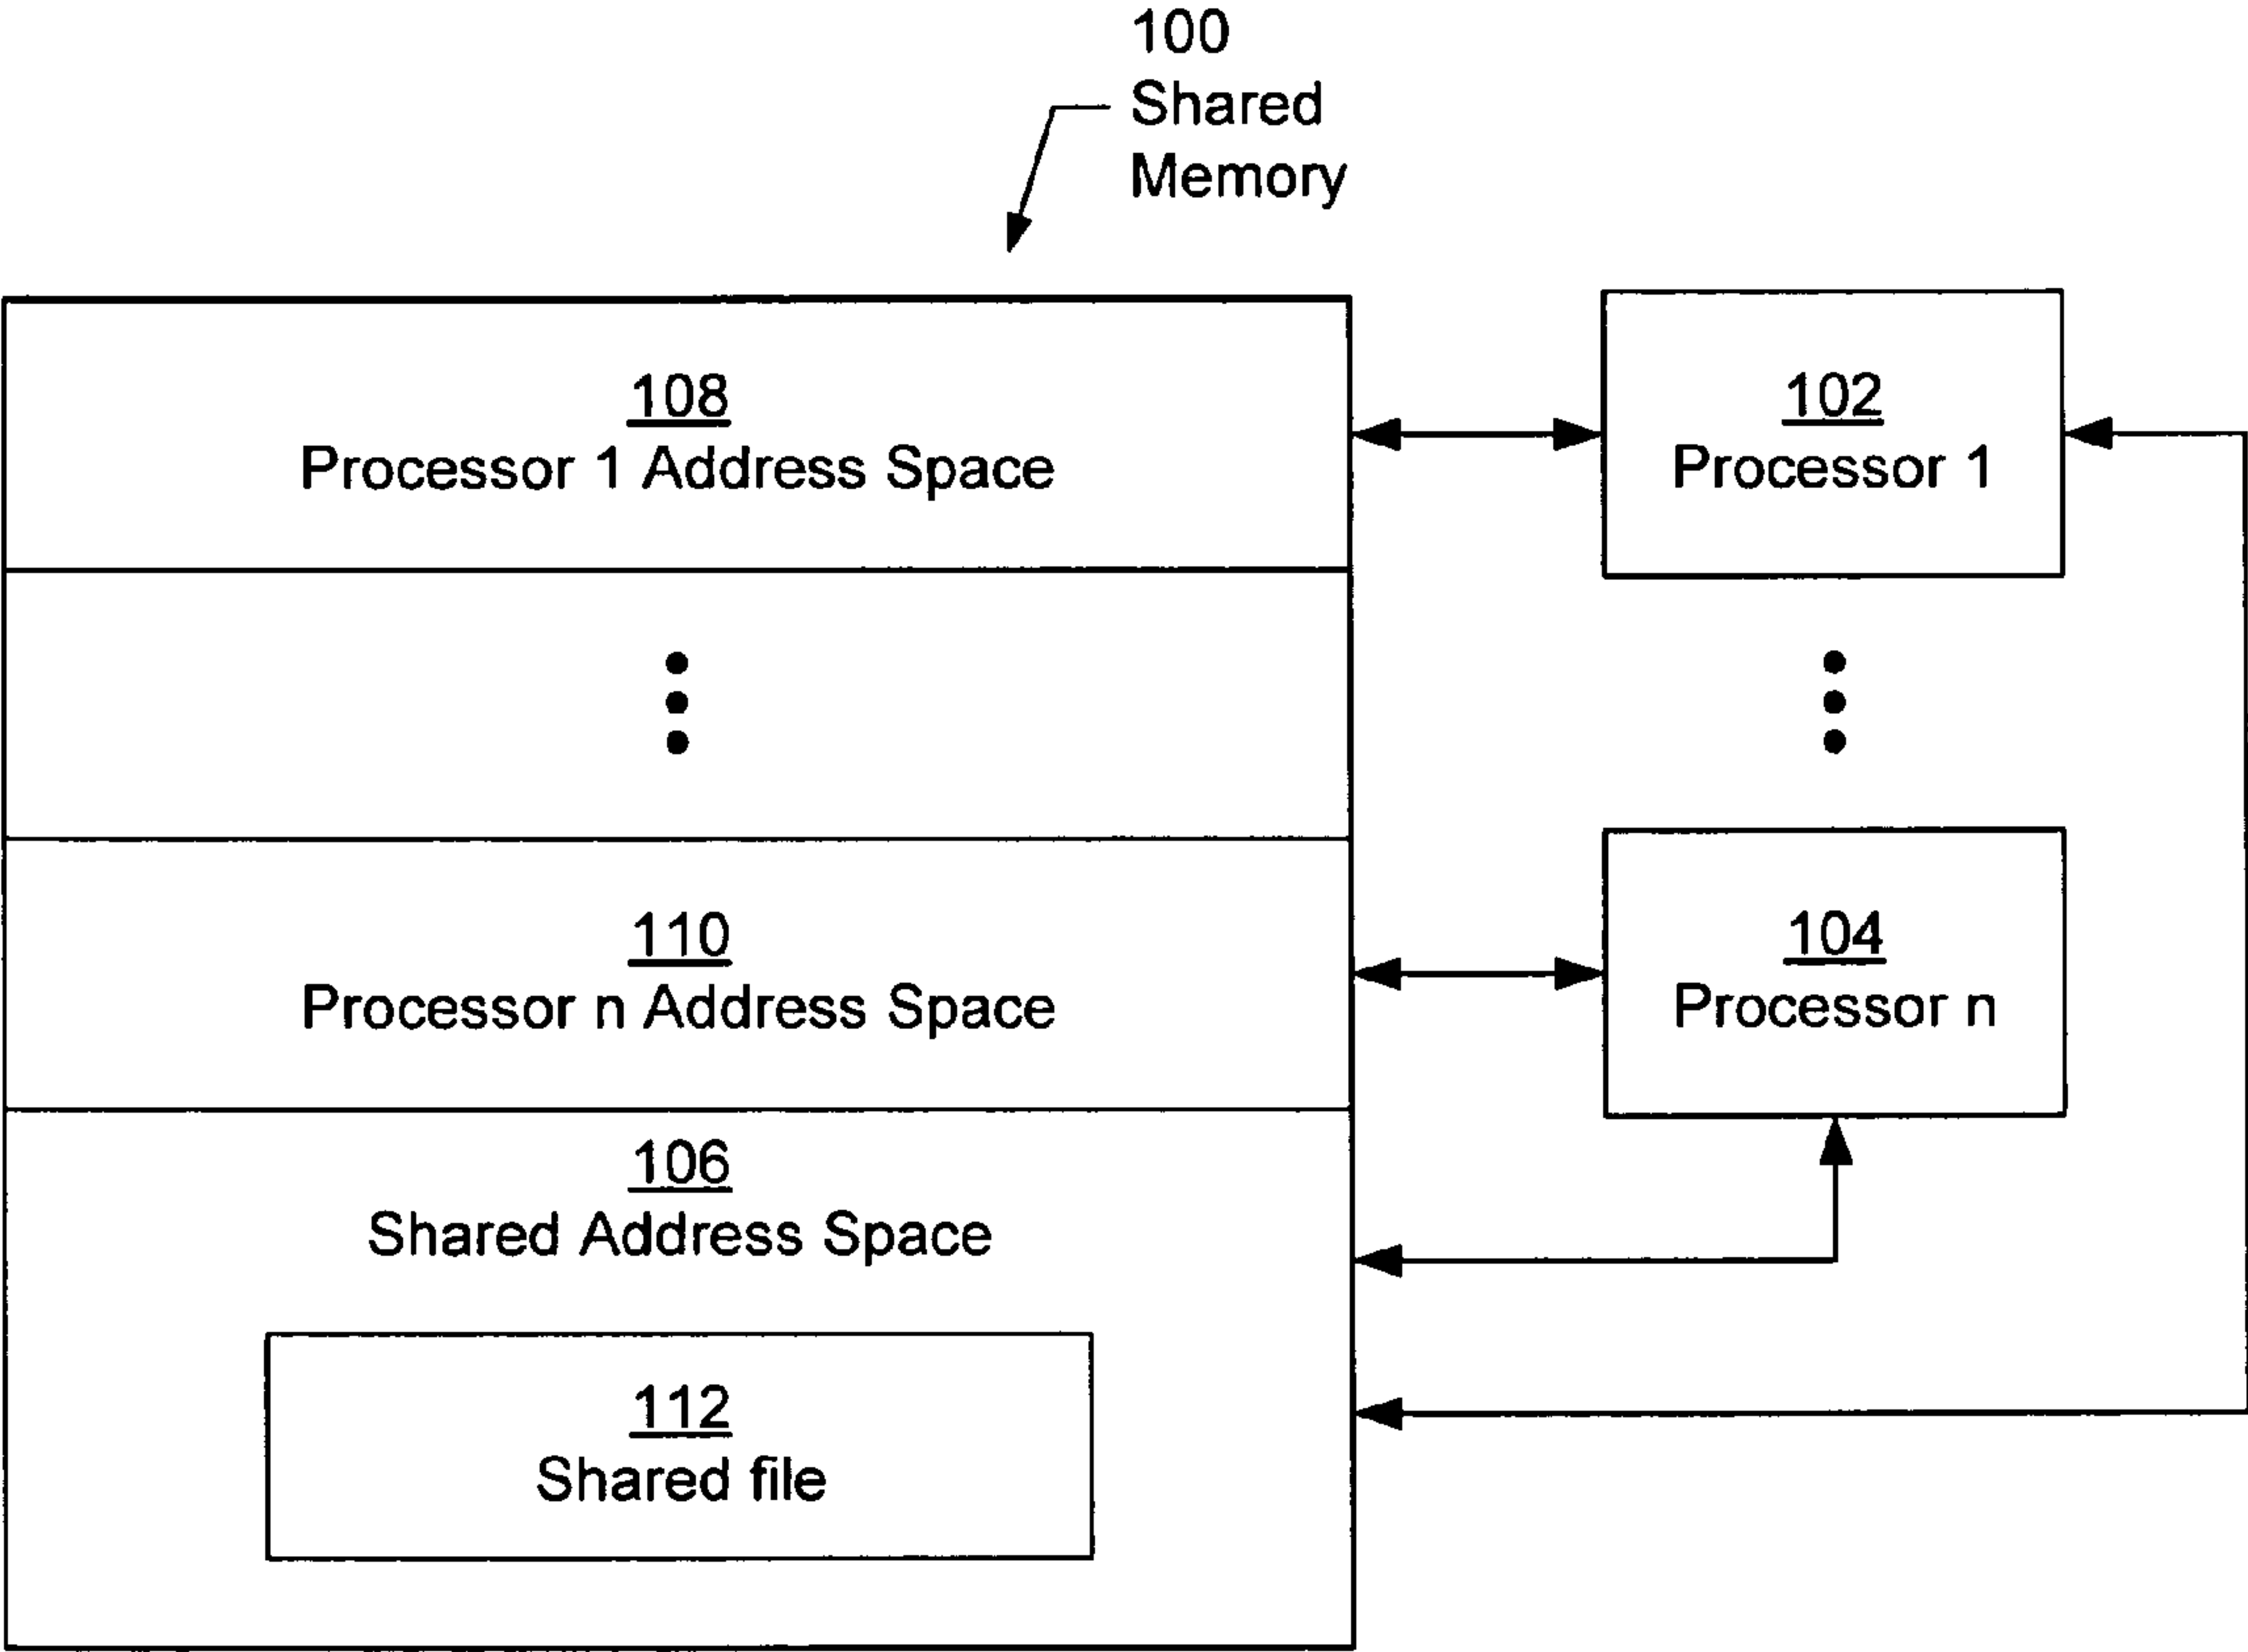 100
Shared
Memory
108
Processor 1 Address Space
102
Processor 1
110
Processor n Address Space
104
Processor n
106
Shared Address Space
112
Shared file